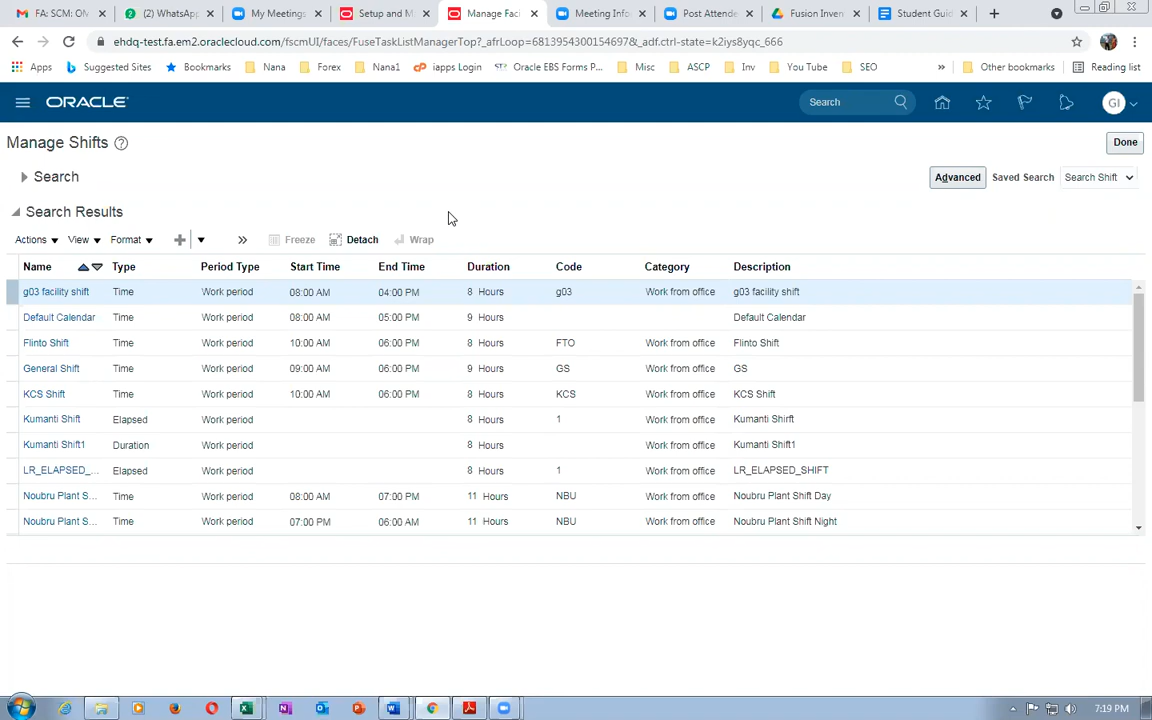 FA: SCM: OM
(2) WhatsApp
My Meetings
Setup and M
Manage Faci
Meeting Info
Post Attende
Fusion Inven
Student Guid
ehdq-test.fa.em2.oraclecloud.com/fscmUI/faces/FuseTaskListManagerTop?_afrLoop=6813954300154697&_adf.ctrl-state=k2iys8yqc_666
Apps Suggested Sites Bookmarks Nana Forex Nana1 iapps Login Oracle EBS Forms P... Misc ASCP Inv You Tube SEO » Other bookmarks Reading list
ORACLE Search GI
Manage Shifts ? Done
Search Advanced Saved Search Search Shift
Search Results
Actions View Format » Freeze Detach Wrap
Name Type Period Type Start Time End Time Duration Code Category Description
g03 facility shift Time Work period 08:00 AM 04:00 PM 8 Hours g03 Work from office g03 facility shift
Default Calendar Time Work period 08:00 AM 05:00 PM 9 Hours Default Calendar
Flinto Shift Time Work period 10:00 AM 06:00 PM 8 Hours FTO Work from office Flinto Shift
General Shift Time Work period 09:00 AM 06:00 PM 9 Hours GS Work from office GS
KCS Shift Time Work period 10:00 AM 06:00 PM 8 Hours KCS Work from office KCS Shift
Kumanti Shift Elapsed Work period 8 Hours 1 Work from office Kumanti Shirft
Kumanti Shift1 Duration Work period 8 Hours Work from office Kumanti Shift1
LR_ELAPSED_... Elapsed Work period 8 Hours 1 Work from office LR_ELAPSED_SHIFT
Noubru Plant S... Time Work period 08:00 AM 07:00 PM 11 Hours NBU Work from office Noubru Plant Shift Day
Noubru Plant S... Time Work period 07:00 PM 06:00 AM 11 Hours NBU Work from office Noubru Plant Shift Night
7:19 PM